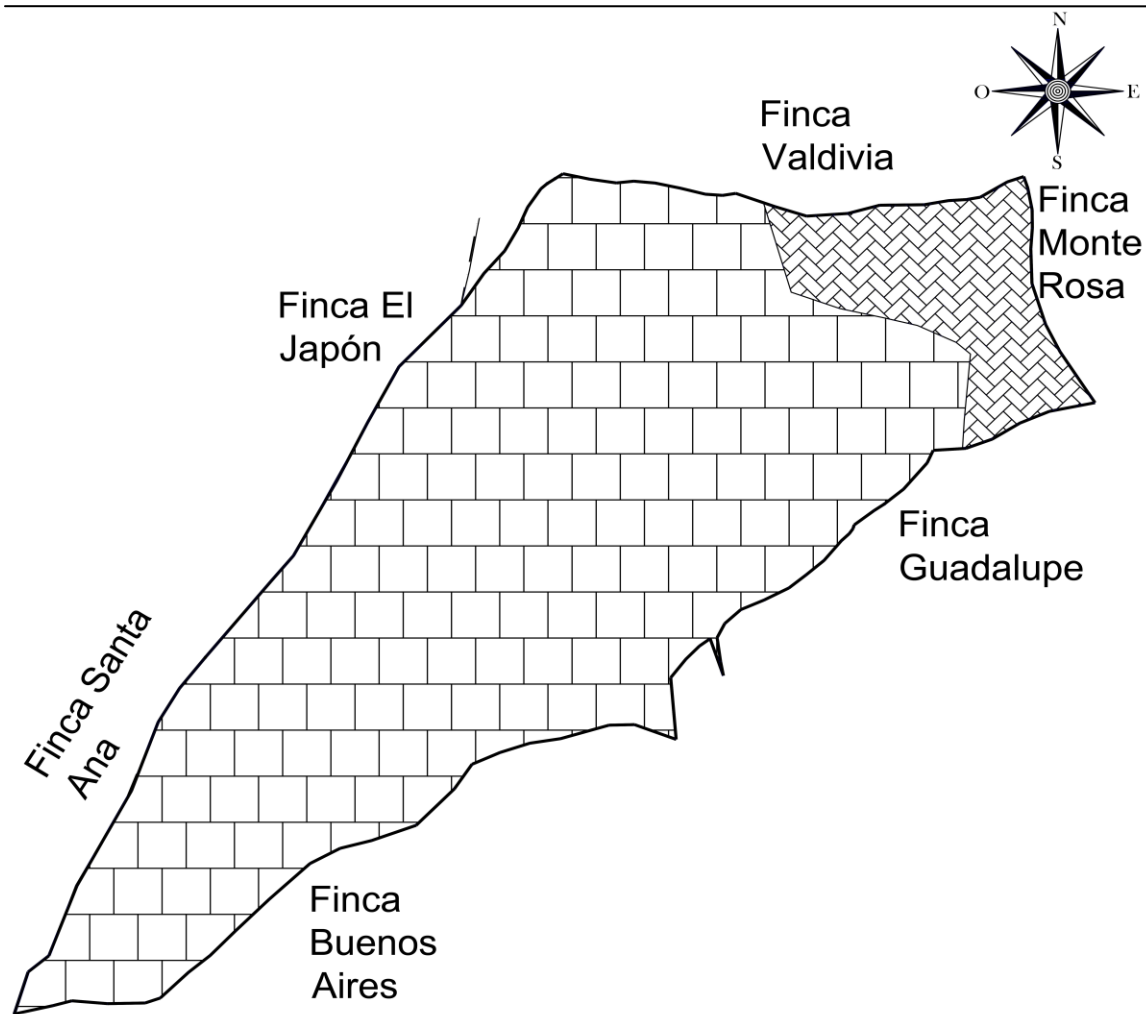 N
O
E
S
Finca
Valdivia
Finca
Monte
Rosa
Finca El
Japón
Finca
Guadalupe
Finca Santa
Ana
Finca
Buenos
Aires